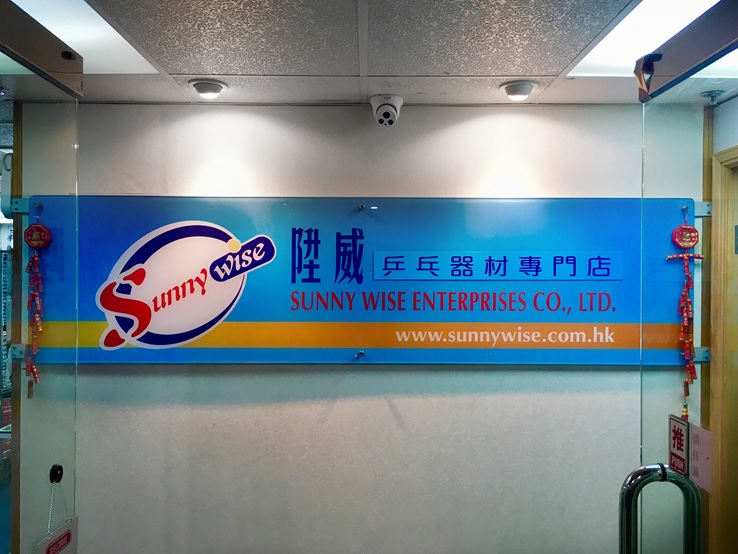 Sunny wise
陞威
乒乓器材專門店
SUNNY WISE ENTERPRISES CO., LTD.
www.sunnywise.com.hk
推